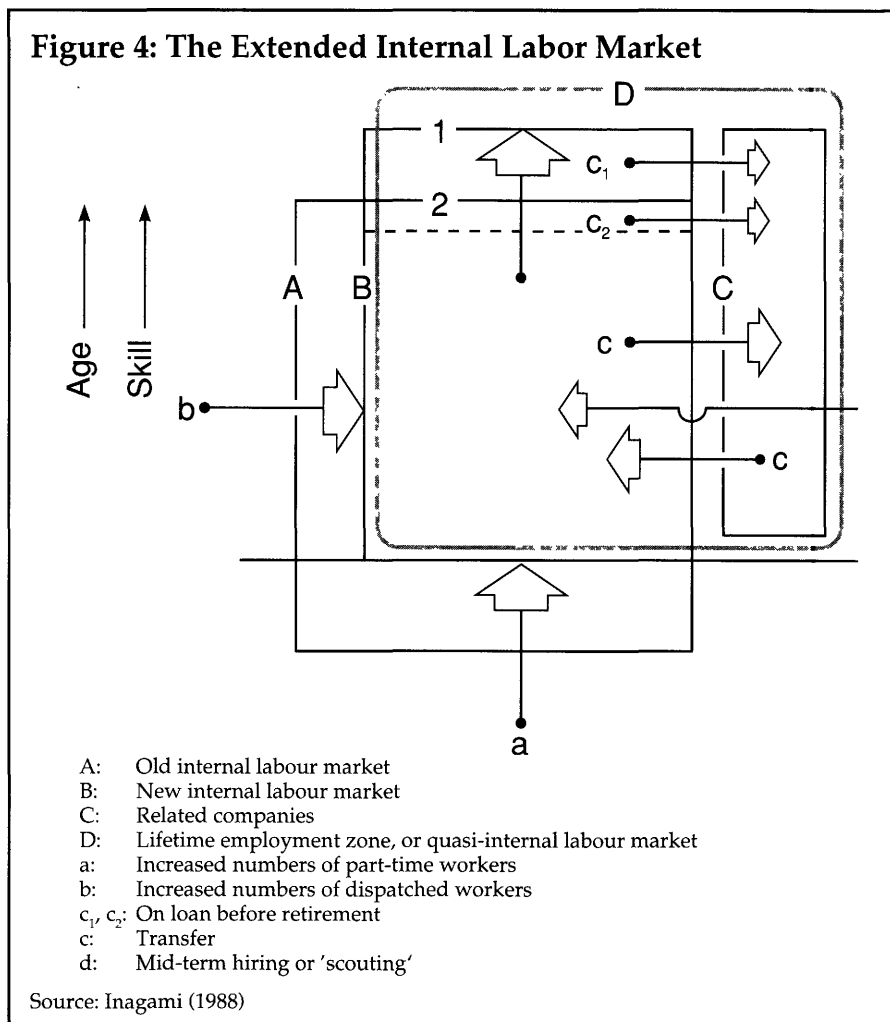 Figure 4: The Extended Internal Labor Market
D
1
c₁
2
c₂
A
B
C
Age
Skill
c
b
c
a
A: Old internal labour market
B: New internal labour market
C: Related companies
D: Lifetime employment zone, or quasi-internal labour market
a: Increased numbers of part-time workers
b: Increased numbers of dispatched workers
c₁, c₂: On loan before retirement
c: Transfer
d: Mid-term hiring or 'scouting'
Source: Inagami (1988)